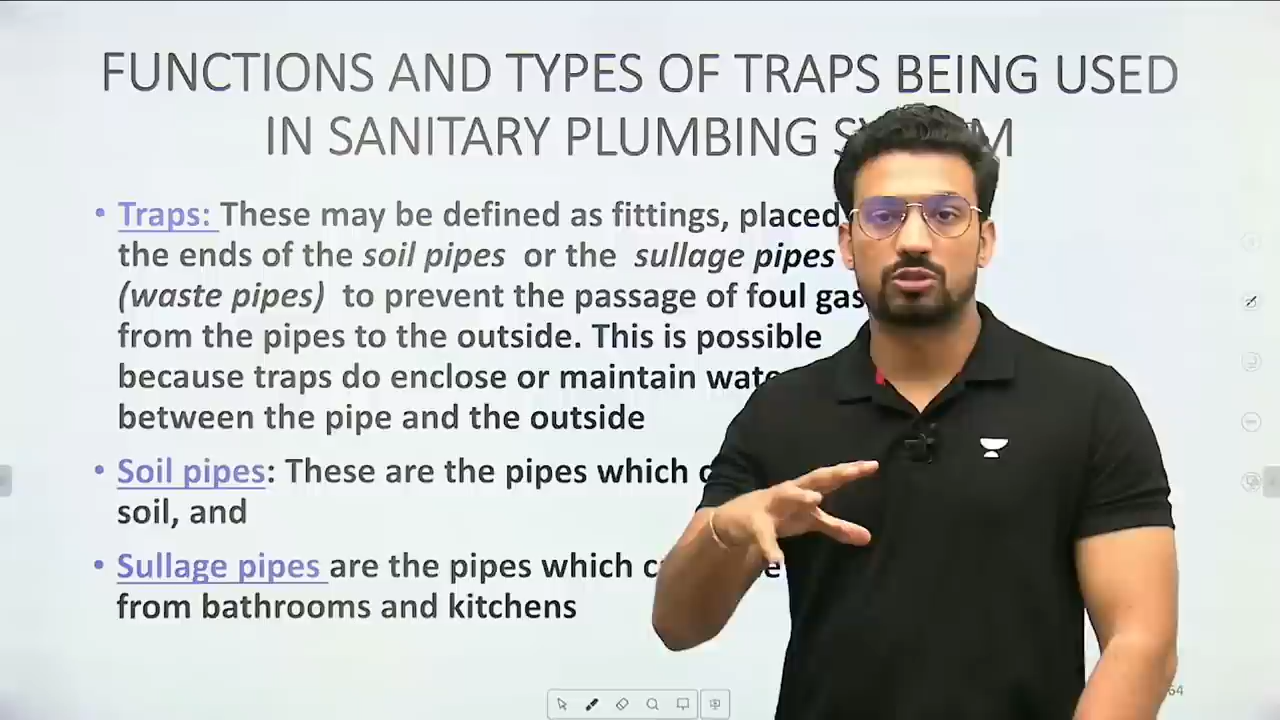 FUNCTIONS AND TYPES OF TRAPS BEING USED
IN SANITARY PLUMBING
Traps: These may be defined as fittings, placed
the ends of the soil pipes or the sullage pipes
(waste pipes) to prevent the passage of foul
from the pipes to the outside. This is possible
because traps do enclose or maintain
between the pipe and the outside
Soil pipes: These are the pipes which
soil, and
Sullage pipes are the pipes which
from bathrooms and kitchens
64